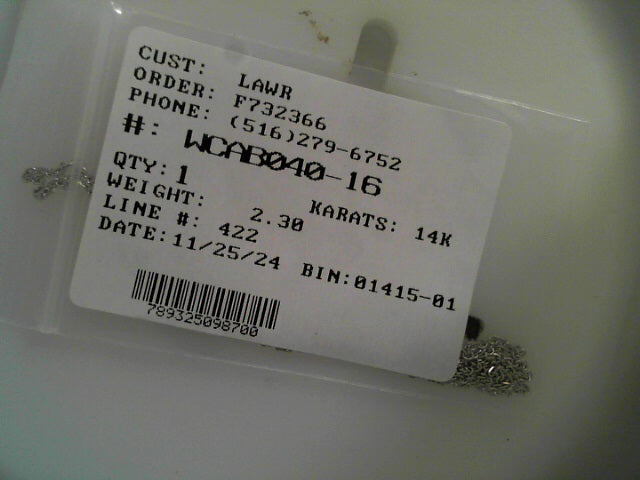 CUST: LAWR
ORDER: F732366
PHONE: (516)279-6752
#: WCAB040-16
QTY: 1 KARATS: 14K
WEIGHT: 2.30
LINE #: 422
DATE: 11/25/24 BIN:01415-01
789325098700